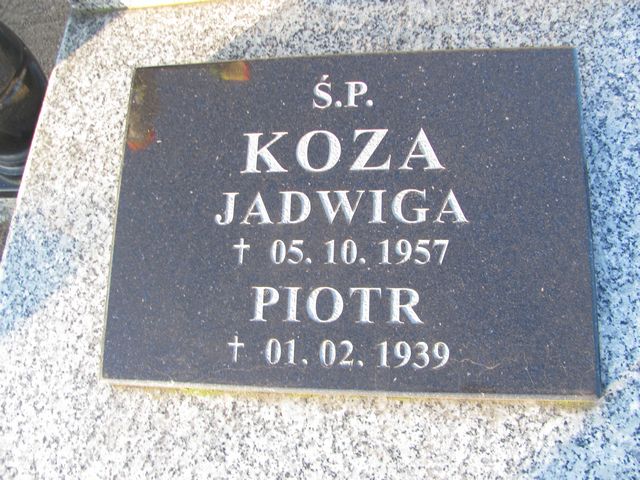 Ś.P.
KOZA
JADWIGA
† 05. 10. 1957
PIOTR
† 01. 02. 1939